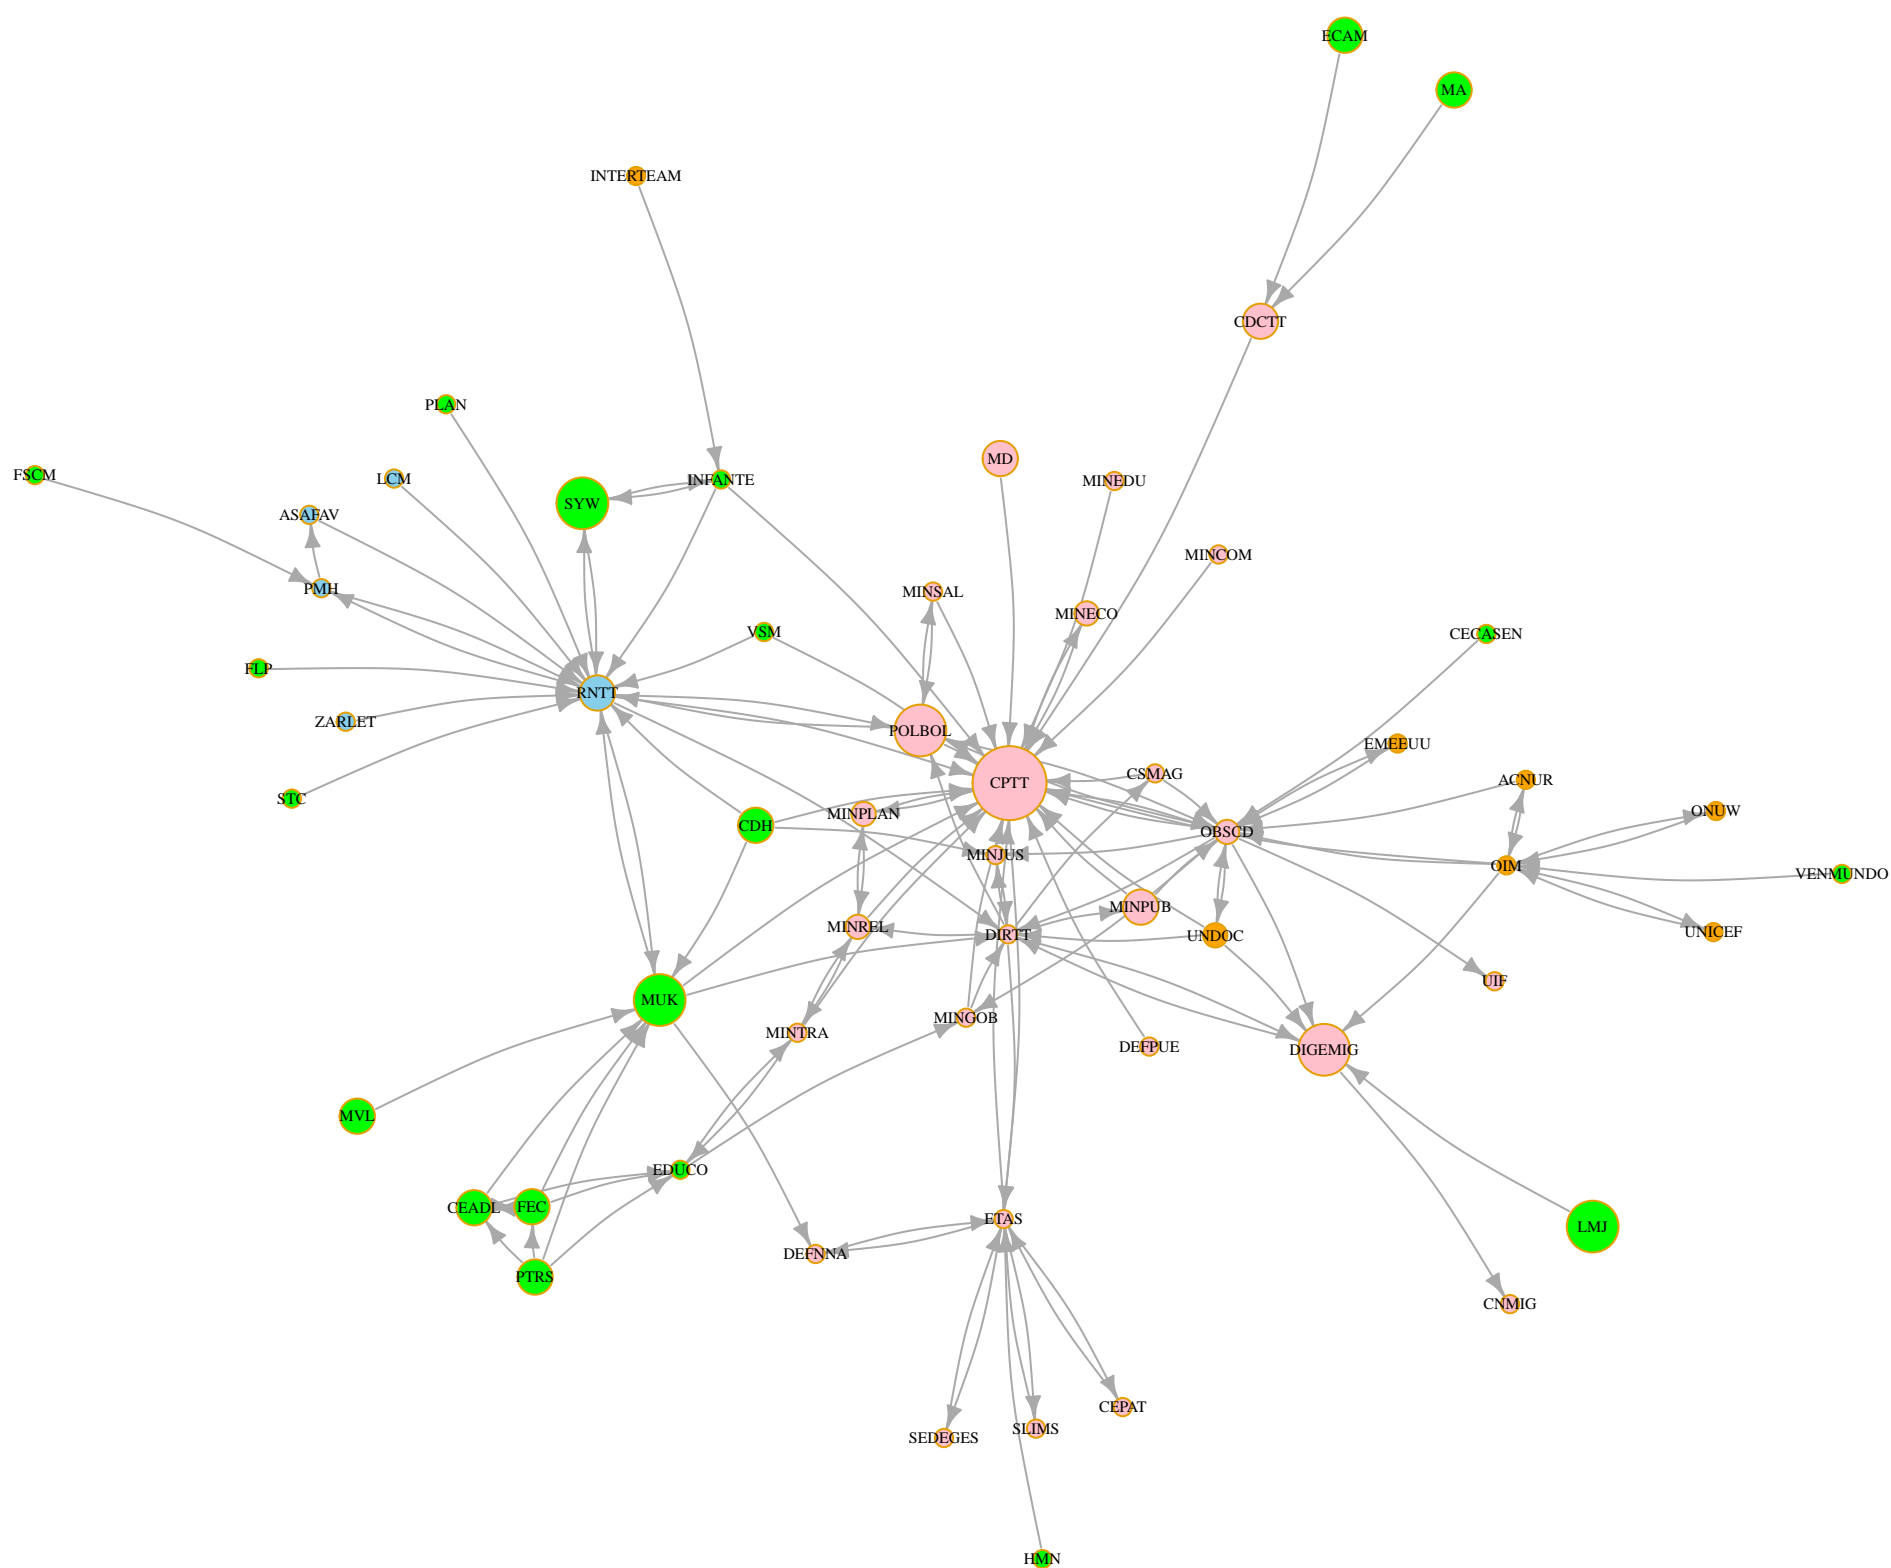 ECAM
MA
INTERTEAM
CDCTT
PLAN
MD
FSCM
LCM
INFANTE
MINEDU
SYW
ASAFAV
MINCOM
PMH
MINSAL
MINECO
VSM
CECASEN
FLP
RNTT
ZARLET
POLBOL
EMEEUU
CSMAG
ACNUR
CPTT
STC
ONUW
MINPLAN
CDH
OBSCD
MINJUS
OIM
VENMUNDO
MINPUB
MINREL
DIRTT
UNDOC
UNICEF
UIF
MUK
MINGOB
MINTRA
DEFPUE
DIGEMIG
MVL
EDUCO
CEADL
FEC
ETAS
LMJ
DEFNNA
PTRS
CNMIG
CEPAT
SLIMS
SEDEGES
HMN